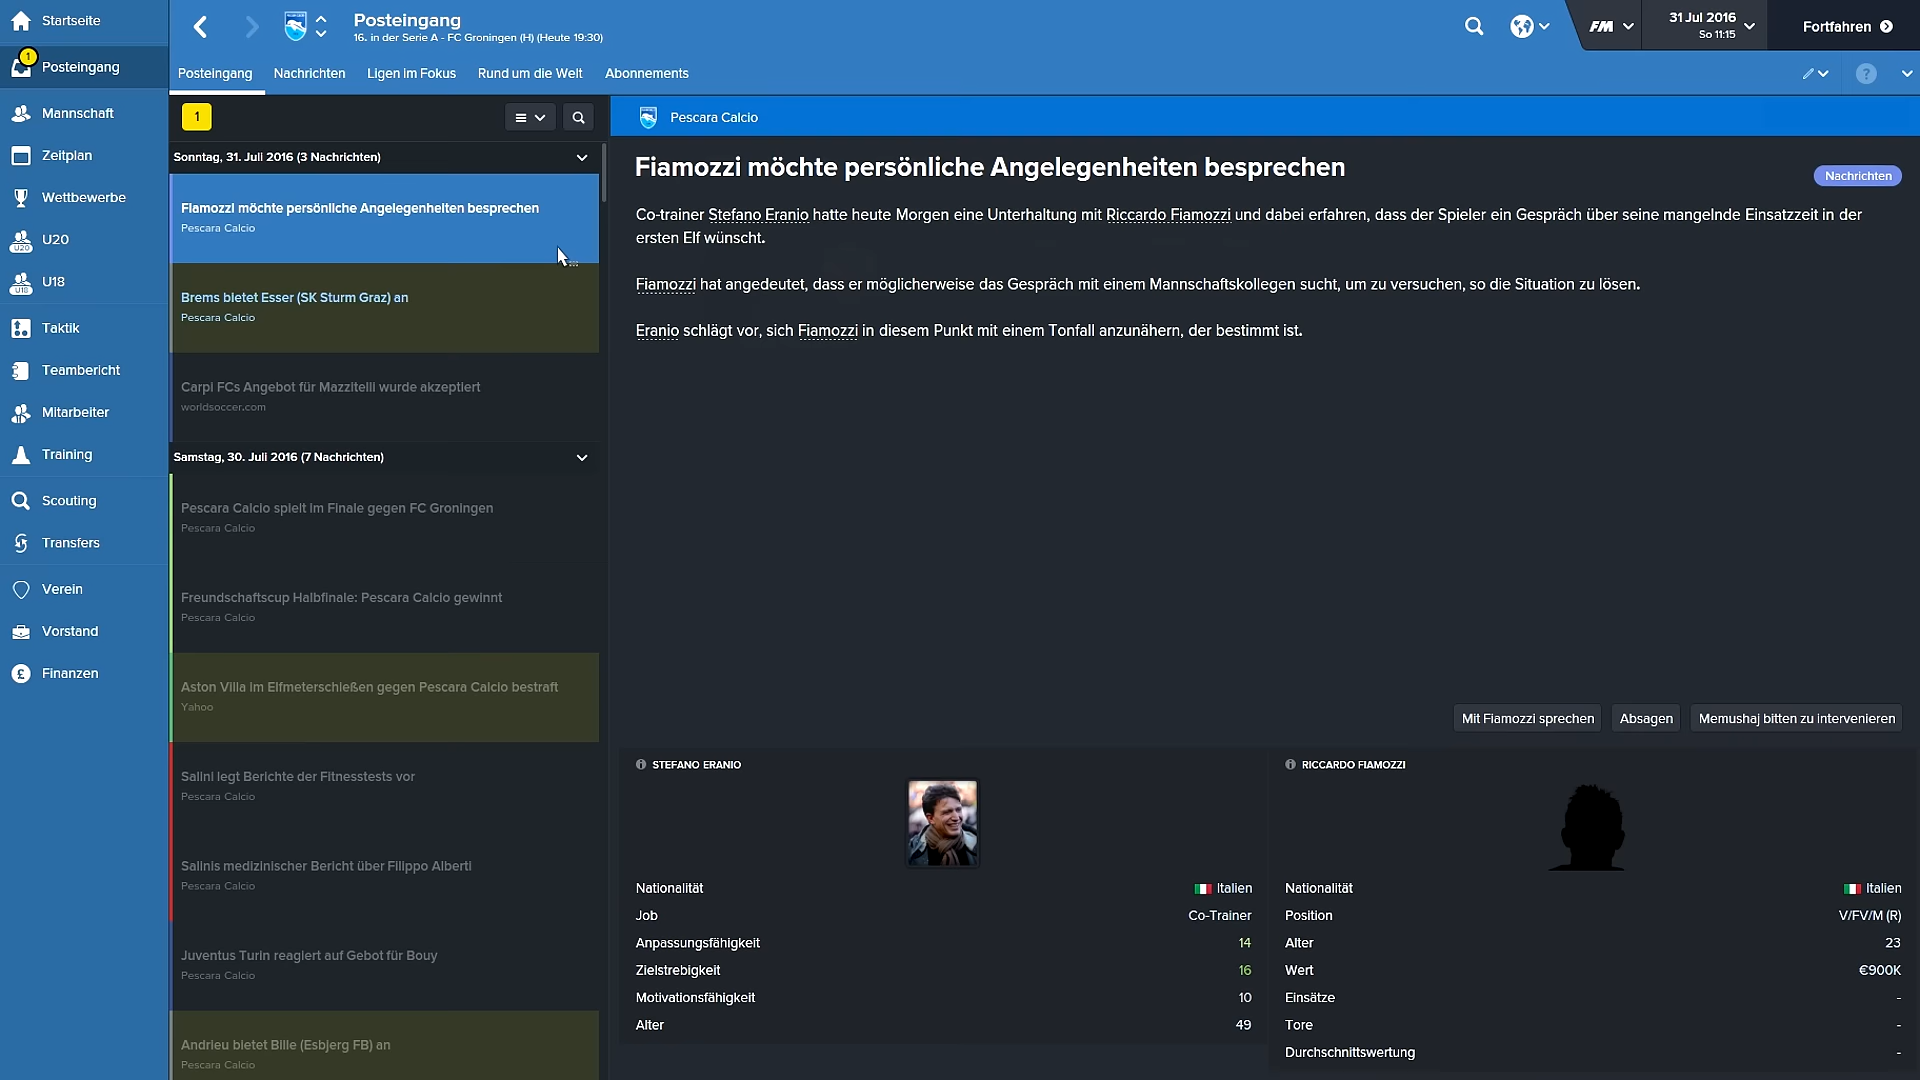 Startseite
1
Posteingang
Mannschaft
Zeitplan
Wettbewerbe
U20
U20
U18
U18
Taktik
Teambericht
Mitarbeiter
Training
Scouting
Transfers
Verein
Vorstand
Finanzen
Posteingang
16. in der Serie A - FC Groningen (H) (Heute 19:30)
FM
31 Jul 2016
So 11:15
Fortfahren
Posteingang
Nachrichten
Ligen im Fokus
Rund um die Welt
Abonnements
?
1
Sonntag, 31. Juli 2016 (3 Nachrichten)
Fiamozzi möchte persönliche Angelegenheiten besprechen
Pescara Calcio
Brems bietet Esser (SK Sturm Graz) an
Pescara Calcio
Carpi FCs Angebot für Mazzitelli wurde akzeptiert
worldsoccer.com
Samstag, 30. Juli 2016 (7 Nachrichten)
Pescara Calcio spielt im Finale gegen FC Groningen
Pescara Calcio
Freundschaftscup Halbfinale: Pescara Calcio gewinnt
Pescara Calcio
Aston Villa im Elfmeterschießen gegen Pescara Calcio bestraft
Yahoo
Salini legt Berichte der Fitnesstests vor
Pescara Calcio
Salinis medizinischer Bericht über Filippo Alberti
Pescara Calcio
Juventus Turin reagiert auf Gebot für Bouy
Pescara Calcio
Andrieu bietet Bille (Esbjerg FB) an
Pescara Calcio
Pescara Calcio
Fiamozzi möchte persönliche Angelegenheiten besprechen
Nachrichten
Co-trainer Stefano Eranio hatte heute Morgen eine Unterhaltung mit Riccardo Fiamozzi und dabei erfahren, dass der Spieler ein Gespräch über seine mangelnde Einsatzzeit in der
ersten Elf wünscht.
Fiamozzi hat angedeutet, dass er möglicherweise das Gespräch mit einem Mannschaftskollegen sucht, um zu versuchen, so die Situation zu lösen.
Eranio schlägt vor, sich Fiamozzi in diesem Punkt mit einem Tonfall anzunähern, der bestimmt ist.
Mit Fiamozzi sprechen
Absagen
Memushaj bitten zu intervenieren
STEFANO ERANIO
Nationalität Italien
Job Co-Trainer
Anpassungsfähigkeit 14
Zielstrebigkeit 16
Motivationsfähigkeit 10
Alter 49
RICCARDO FIAMOZZI
Nationalität Italien
Position V/FV/M (R)
Alter 23
Wert €900K
Einsätze -
Tore -
Durchschnittswertung -